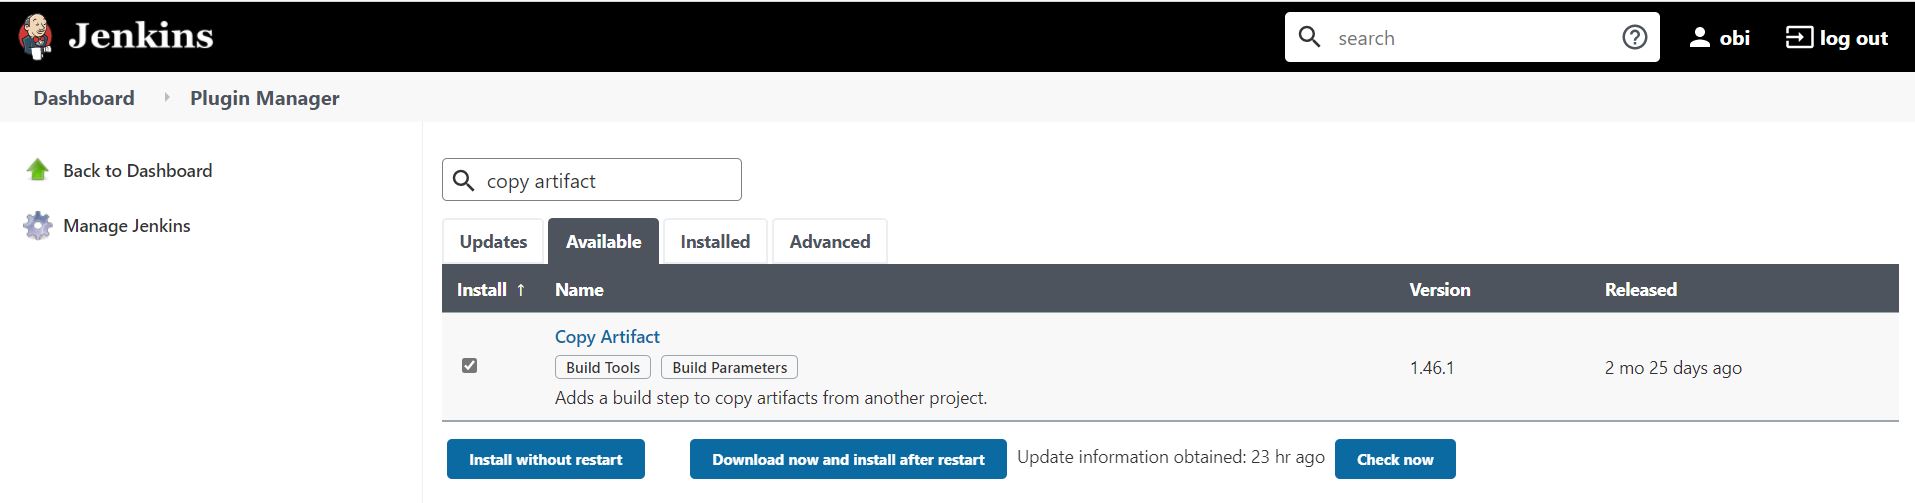 Jenkins
search
obi
log out
Dashboard
Plugin Manager
Back to Dashboard
Manage Jenkins
copy artifact
Updates
Available
Installed
Advanced
Install ↑
Name
Version
Released
Copy Artifact
Build Tools
Build Parameters
Adds a build step to copy artifacts from another project.
1.46.1
2 mo 25 days ago
Install without restart
Download now and install after restart
Update information obtained: 23 hr ago
Check now